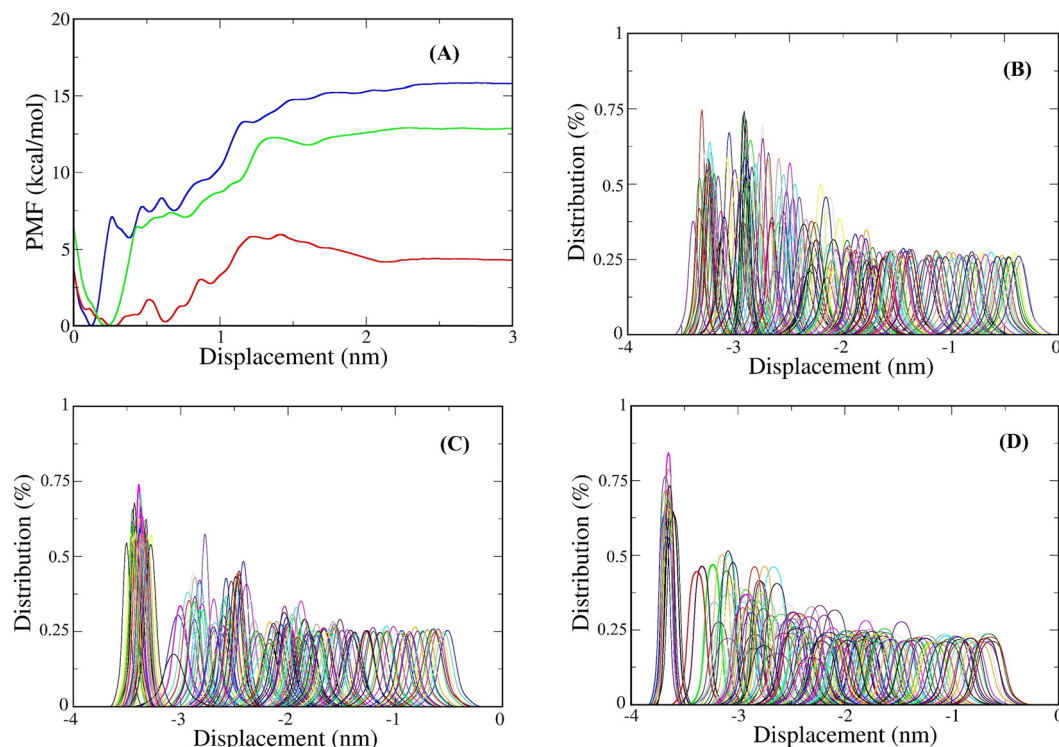 20
15
10
5
0
PMF (kcal/mol)
(A)
0 1 2 3
Displacement (nm)
1
0.75
0.5
0.25
0
Distribution (%)
(B)
-4 -3 -2 -1 0
Displacement (nm)
1
0.75
0.5
0.25
0
Distribution (%)
(C)
-4 -3 -2 -1 0
Displacement (nm)
1
0.75
0.5
0.25
0
Distribution (%)
(D)
-4 -3 -2 -1 0
Displacement (nm)